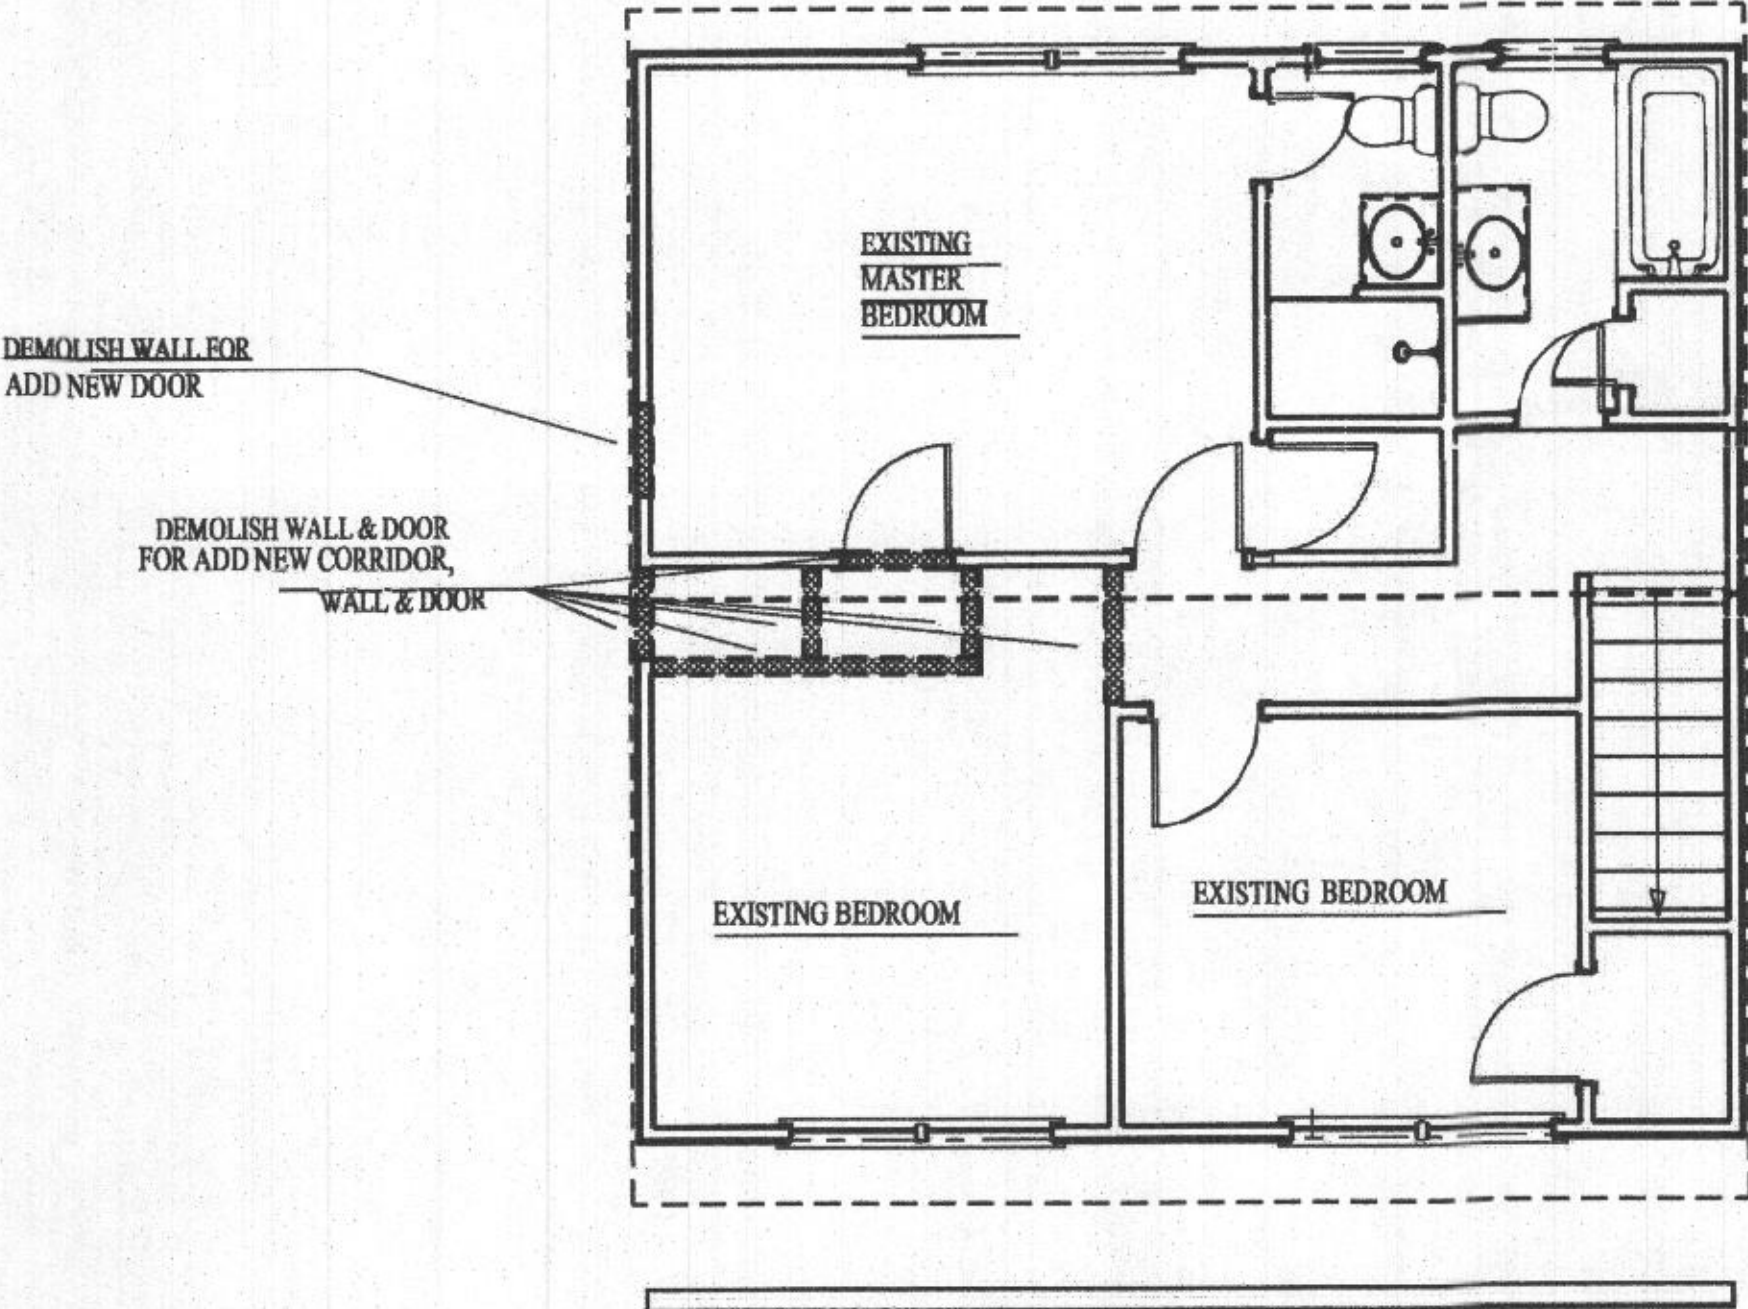 EXISTING
MASTER
BEDROOM
DEMOLISH WALL FOR
ADD NEW DOOR
DEMOLISH WALL & DOOR
FOR ADD NEW CORRIDOR,
WALL & DOOR
EXISTING BEDROOM
EXISTING BEDROOM